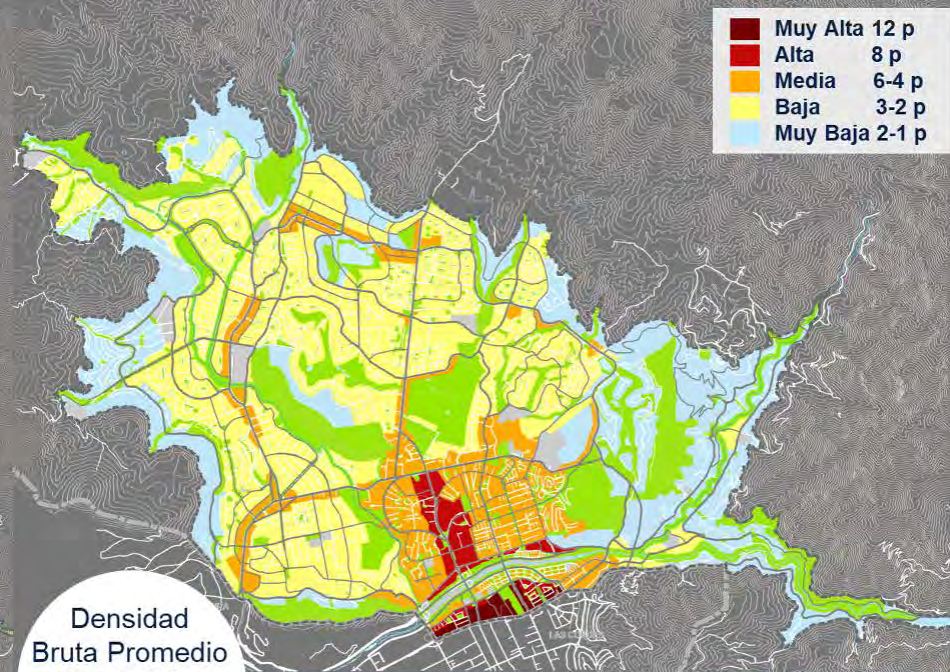 Muy Alta 12 p
Alta 8 p
Media 6-4 p
Baja 3-2 p
Muy Baja 2-1 p
Densidad
Bruta Promedio